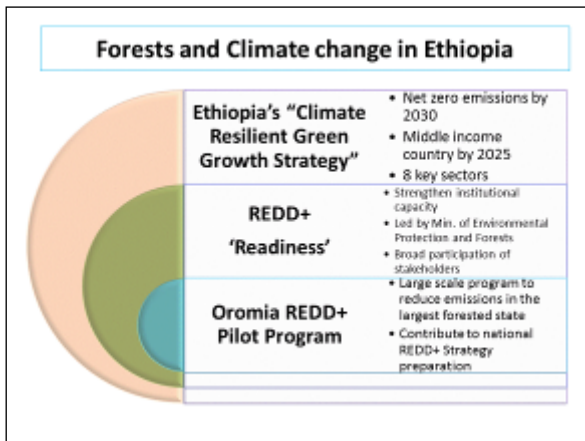 Forests and Climate change in Ethiopia
Ethiopia's "Climate
Resilient Green
Growth Strategy"
• Net zero emissions by
2030
• Middle income
country by 2025
• 8 key sectors
REDD+
'Readiness'
• Strengthen institutional
capacity
• Led by Min. of Environmental
Protection and Forests
• Broad participation of
stakeholders
Oromia REDD+
Pilot Program
• Large scale program to
reduce emissions in the
largest forested state
• Contribute to national
REDD+ Strategy
preparation